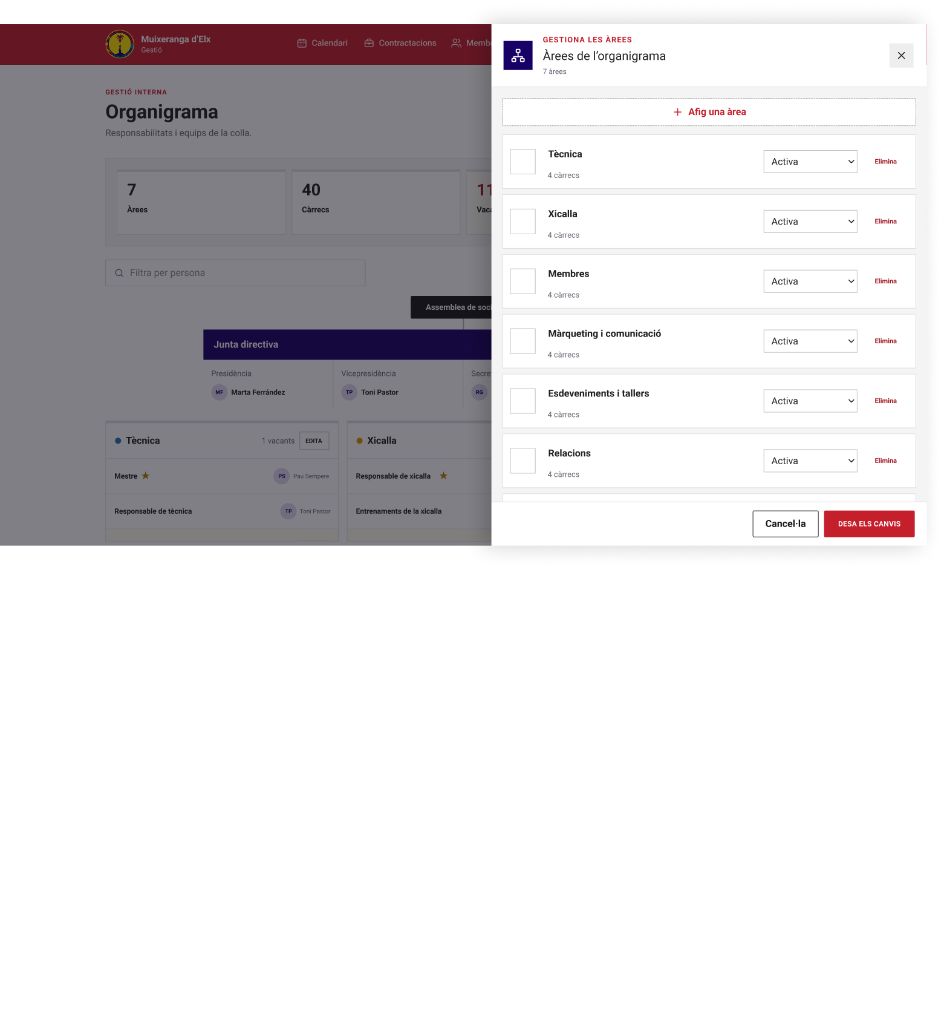 Muixeranga d'Elx
Gestió
Calendari
Contractacions
GESTIÓ INTERNA
Organigrama
Responsabilitats i equips de la colla.
7
Àrees
40
Càrrecs
11
Filtra per persona
Assemblea de
Junta directiva
Presidència
MF Marta Ferrández
Vicepresidència
TP Toni Pastor
RG
Tècnica
1 vacants
EDITA
Mestre ★
PS Pau Sempere
Responsable de tècnica
TP Toni Pastor
Xicalla
Responsable de xicalla ★
Entrenaments de la xicalla
GESTIONA LES ÀREES
Àrees de l'organigrama
7 àrees
+ Afig una àrea
Tècnica
4 càrrecs
Activa
Elimina
Xicalla
4 càrrecs
Activa
Elimina
Membres
4 càrrecs
Activa
Elimina
Màrqueting i comunicació
4 càrrecs
Activa
Elimina
Esdeveniments i tallers
4 càrrecs
Activa
Elimina
Relacions
4 càrrecs
Activa
Elimina
Cancel·la
DESA ELS CANVIS